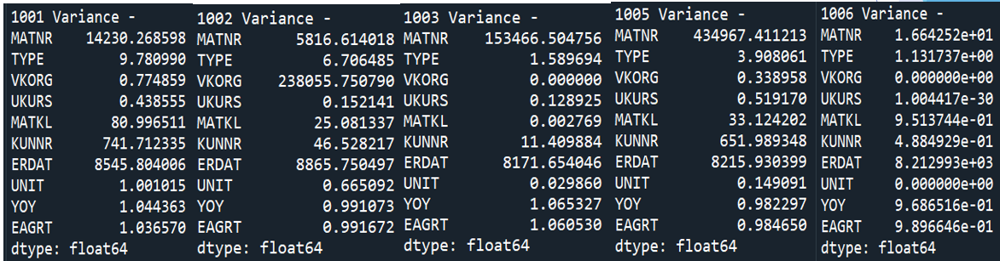 1001 Variance -
MATNR 14230.268598
TYPE 9.780990
VKORG 0.774859
UKURS 0.438555
MATKL 80.996511
KUNNR 741.712335
ERDAT 8545.804006
UNIT 1.001015
YOY 1.044363
EAGRT 1.036570
dtype: float64
1002 Variance -
MATNR 5816.614018
TYPE 6.706485
VKORG 238055.750790
UKURS 0.152141
MATKL 25.081337
KUNNR 46.528217
ERDAT 8865.750497
UNIT 0.665092
YOY 0.991073
EAGRT 0.991672
dtype: float64
1003 Variance -
MATNR 153466.504756
TYPE 1.589694
VKORG 0.000000
UKURS 0.128925
MATKL 0.002769
KUNNR 11.409884
ERDAT 8171.654046
UNIT 0.029860
YOY 1.065327
EAGRT 1.060530
dtype: float64
1005 Variance -
MATNR 434967.411213
TYPE 3.908061
VKORG 0.338958
UKURS 0.519170
MATKL 33.124202
KUNNR 651.989348
ERDAT 8215.930399
UNIT 0.149091
YOY 0.982297
EAGRT 0.984650
dtype: float64
1006 Variance -
MATNR 1.664252e+01
TYPE 1.131737e+00
VKORG 0.000000e+00
UKURS 1.004417e-30
MATKL 9.513744e-01
KUNNR 4.884929e-01
ERDAT 8.212993e+03
UNIT 0.000000e+00
YOY 9.686516e-01
EAGRT 9.896646e-01
dtype: float64